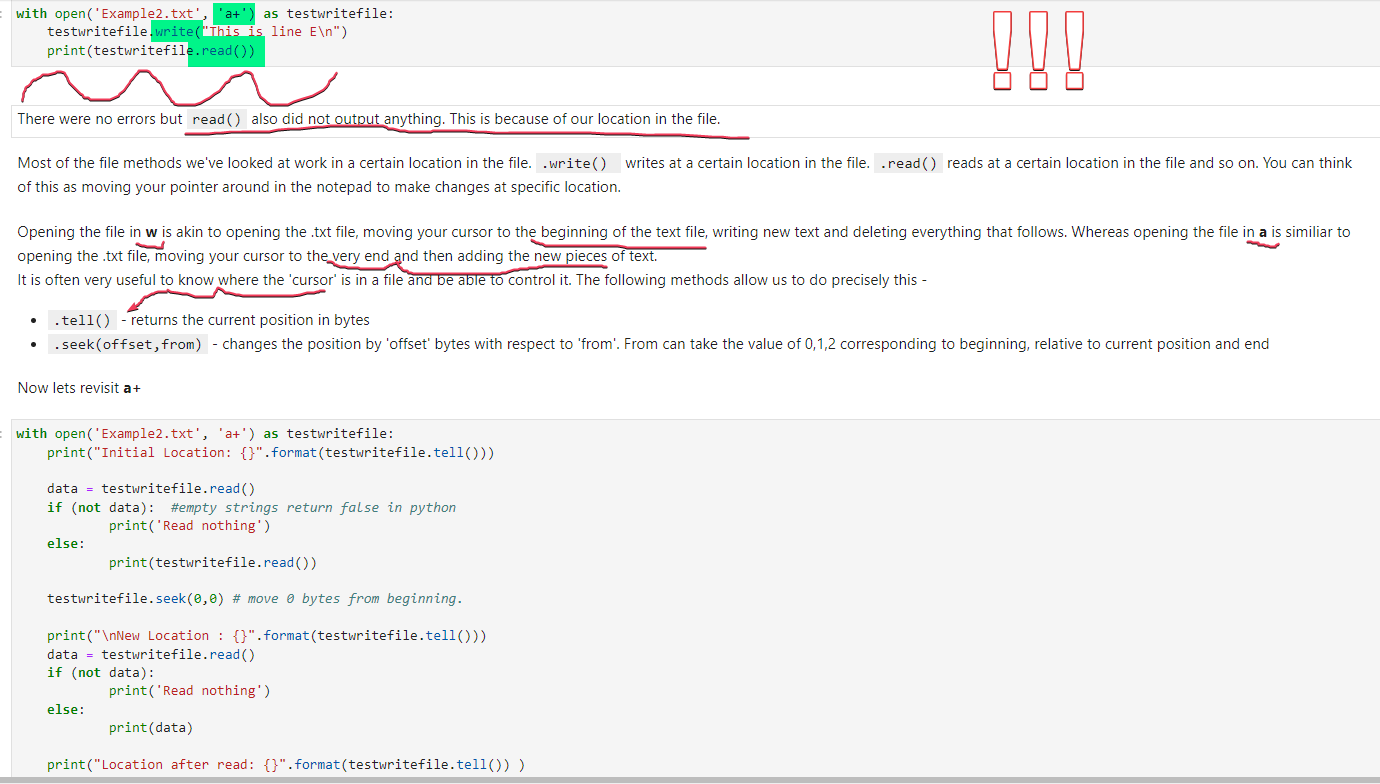 with open('Example2.txt', 'a+') as testwritefile:
    testwritefile.write("This is line E\n")
    print(testwritefile.read())
There were no errors but read() also did not output anything. This is because of our location in the file.
Most of the file methods we've looked at work in a certain location in the file. .write() writes at a certain location in the file. .read() reads at a certain location in the file and so on. You can think
of this as moving your pointer around in the notepad to make changes at specific location.
Opening the file in w is akin to opening the .txt file, moving your cursor to the beginning of the text file, writing new text and deleting everything that follows. Whereas opening the file in a is similiar to
opening the .txt file, moving your cursor to the very end and then adding the new pieces of text.
It is often very useful to know where the 'cursor' is in a file and be able to control it. The following methods allow us to do precisely this -
• .tell() - returns the current position in bytes
• .seek(offset,from) - changes the position by 'offset' bytes with respect to 'from'. From can take the value of 0,1,2 corresponding to beginning, relative to current position and end
Now lets revisit a+
with open('Example2.txt', 'a+') as testwritefile:
    print("Initial Location: {}".format(testwritefile.tell()))
    data = testwritefile.read()
    if (not data):  #empty strings return false in python
            print('Read nothing')
    else:
            print(testwritefile.read())
    testwritefile.seek(0,0) # move 0 bytes from beginning.
    print("\nNew Location : {}".format(testwritefile.tell()))
    data = testwritefile.read()
    if (not data):
            print('Read nothing')
    else:
            print(data)
    print("Location after read: {}".format(testwritefile.tell()) )